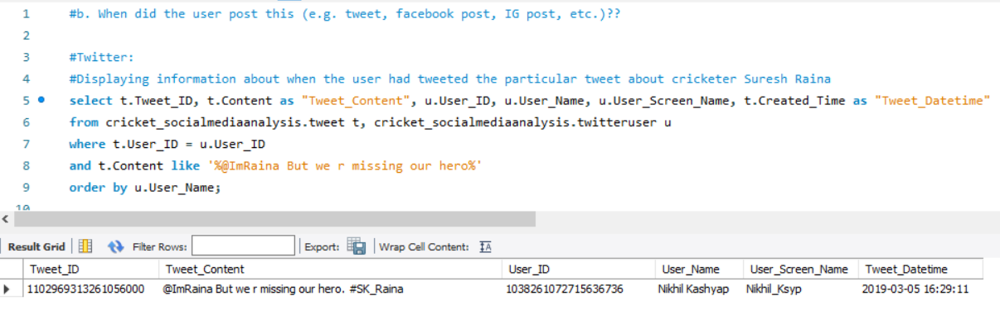 1 #b. When did the user post this (e.g. tweet, facebook post, IG post, etc.)??
2
3 #Twitter:
4 #Displaying information about when the user had tweeted the particular tweet about cricketer Suresh Raina
5 select t.Tweet_ID, t.Content as "Tweet_Content", u.User_ID, u.User_Name, u.User_Screen_Name, t.Created_Time as "Tweet_Datetime"
6 from cricket_socialmediaanalysis.tweet t, cricket_socialmediaanalysis.twitteruser u
7 where t.User_ID = u.User_ID
8 and t.Content like '%@ImRaina But we r missing our hero%'
9 order by u.User_Name;
10
Result Grid Filter Rows: Export: Wrap Cell Content: IA
Tweet_ID Tweet_Content User_ID User_Name User_Screen_Name Tweet_Datetime
1102969313261056000 @ImRaina But we r missing our hero. #SK_Raina 1038261072715636736 Nikhil Kashyap Nikhil_Ksyp 2019-03-05 16:29:11